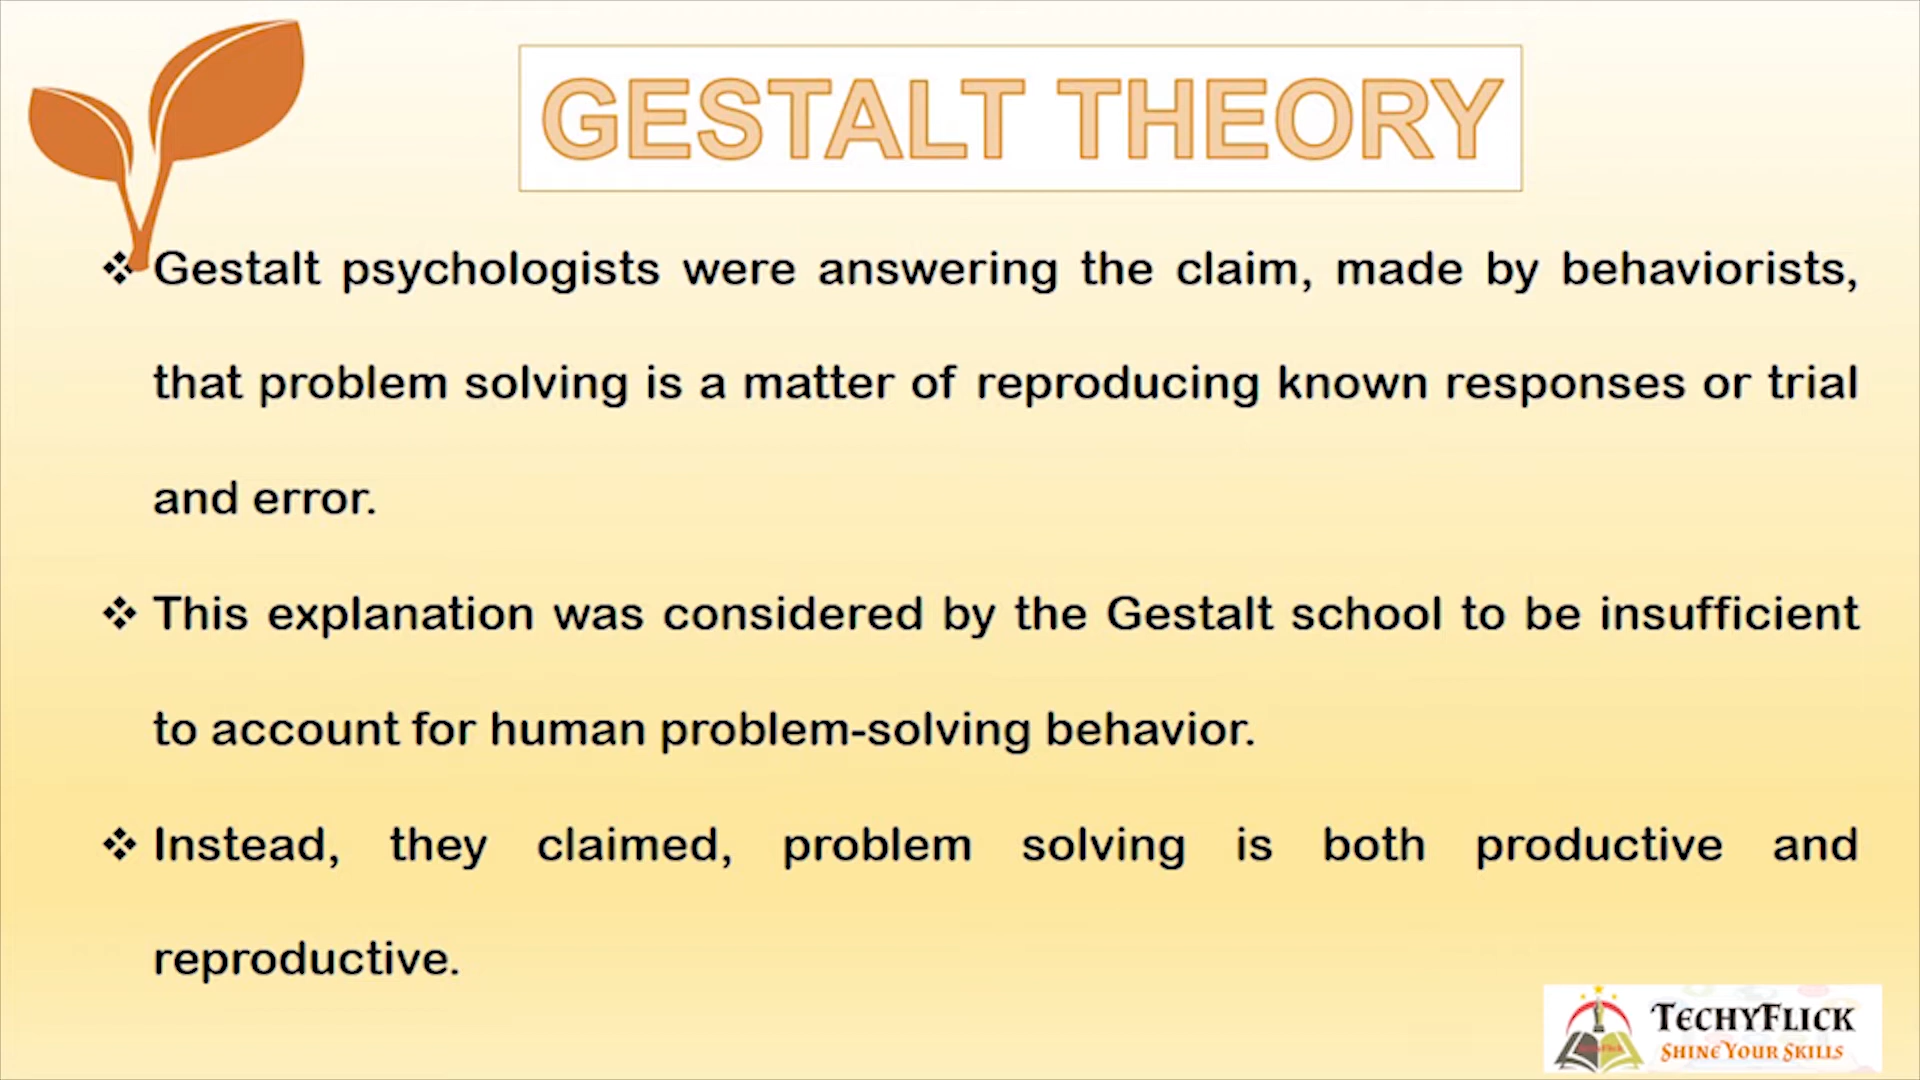 GESTALT THEORY
❖ Gestalt psychologists were answering the claim, made by behaviorists,
that problem solving is a matter of reproducing known responses or trial
and error.
❖ This explanation was considered by the Gestalt school to be insufficient
to account for human problem-solving behavior.
❖ Instead, they claimed, problem solving is both productive and
reproductive.
TECHYFLICK
SHINE YOUR SKILLS